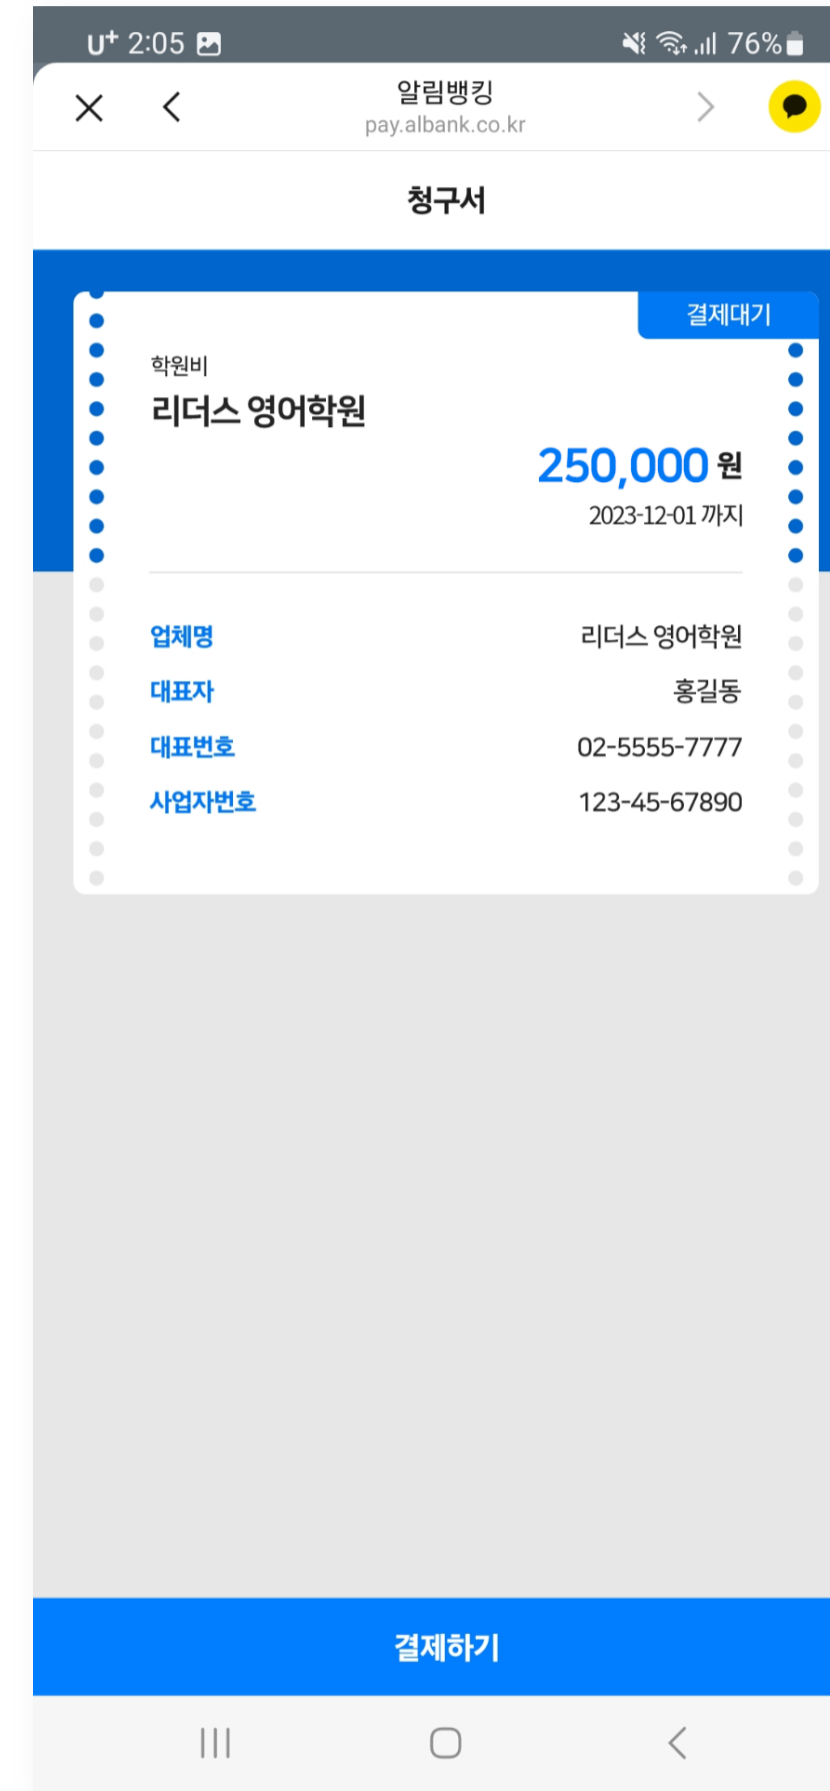 U+ 2:05 76%
알림뱅킹
pay.albank.co.kr
청구서
결제대기
학원비
리더스 영어학원
250,000 원
2023-12-01 까지
업체명 리더스 영어학원
대표자 홍길동
대표번호 02-5555-7777
사업자번호 123-45-67890
결제하기